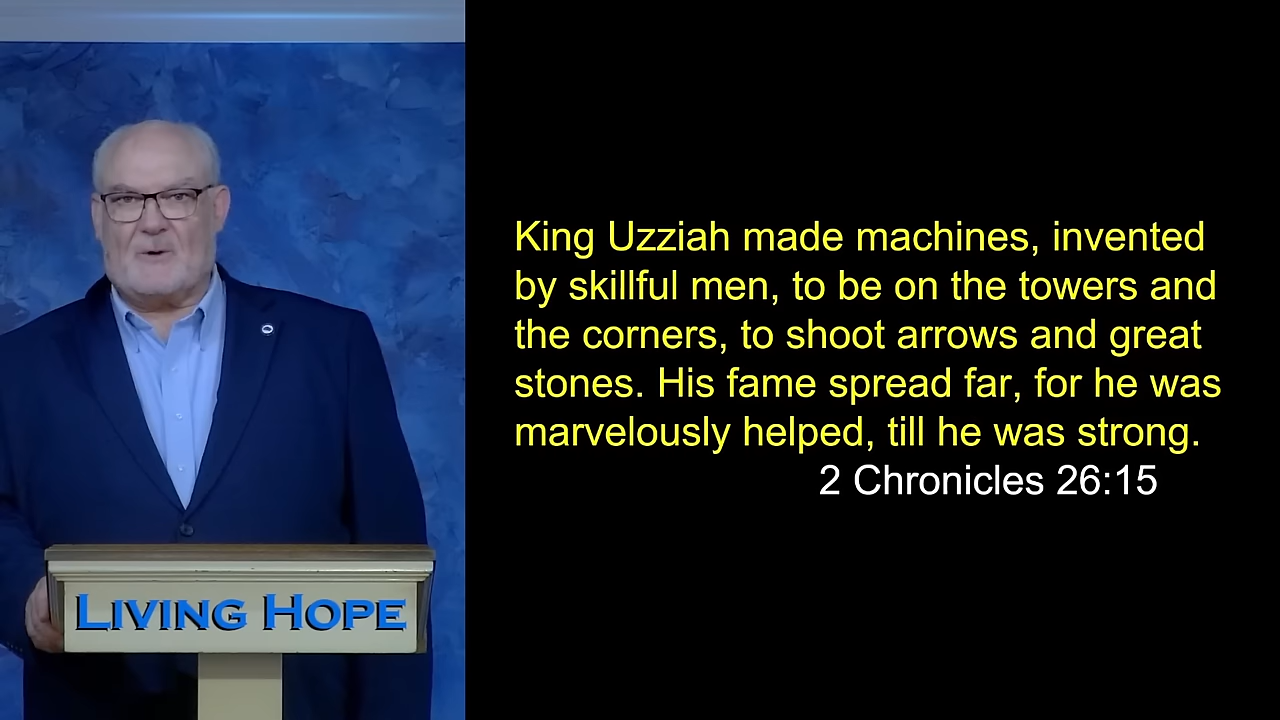 King Uzziah made machines, invented
by skillful men, to be on the towers and
the corners, to shoot arrows and great
stones. His fame spread far, for he was
marvelously helped, till he was strong.
2 Chronicles 26:15
LIVING HOPE